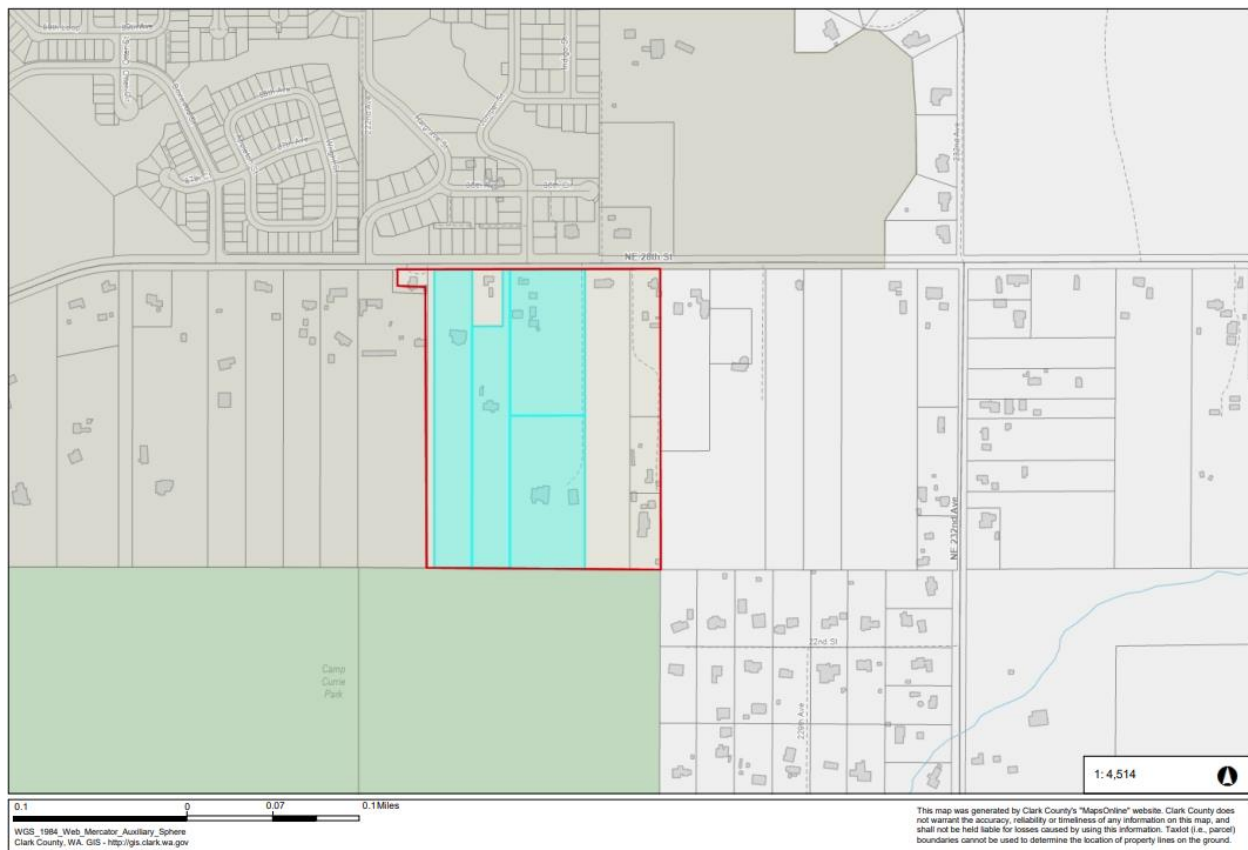 222nd Ave
232nd Ave
NE 28th St
NE 232nd Ave
22nd St
229th Ave
Camp
Currie
Park
1: 4,514
0.1 0 0.07 0.1Miles
WGS_1984_Web_Mercator_Auxiliary_Sphere
Clark County, WA. GIS - http://gis.clark.wa.gov
This map was generated by Clark County's "MapsOnline" website. Clark County does
not warrant the accuracy, reliability or timeliness of any information on this map, and
shall not be held liable for losses caused by using this information. Taxlot (i.e., parcel)
boundaries cannot be used to determine the location of property lines on the ground.